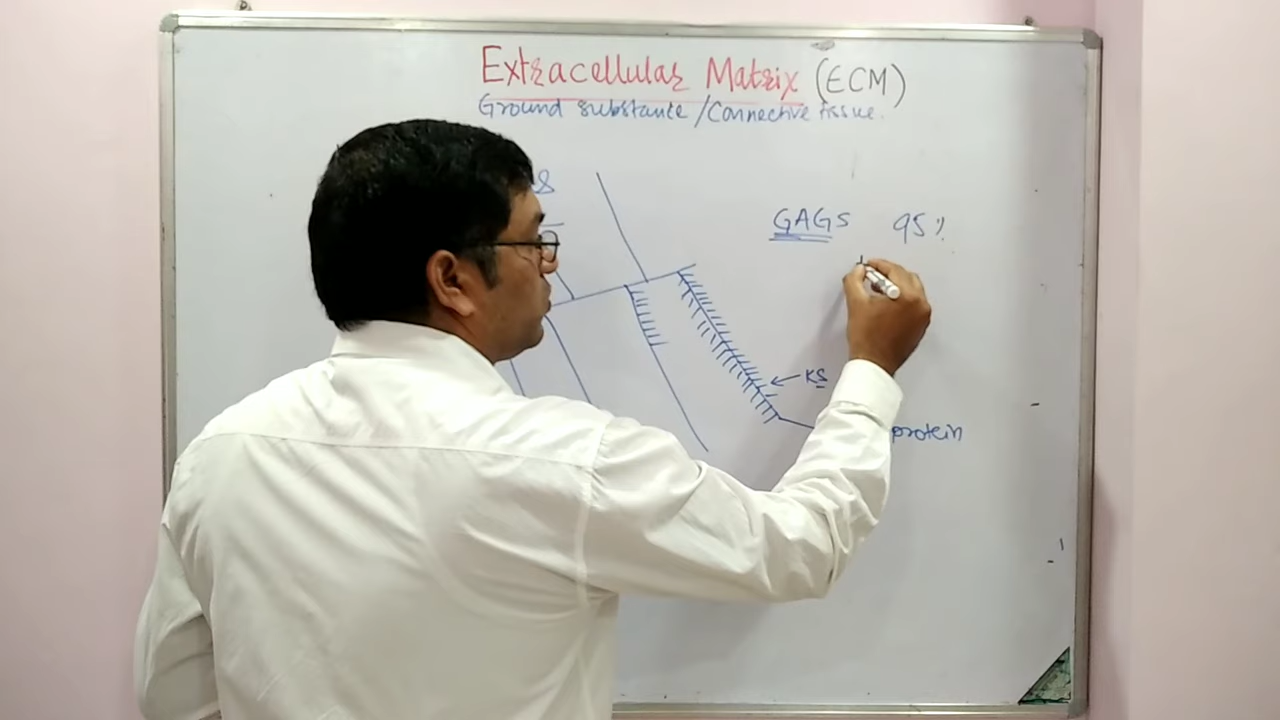 Extracellular Matrix (ECM)
Ground substance / Connective tissue.
GAGS 95%
KS
protein